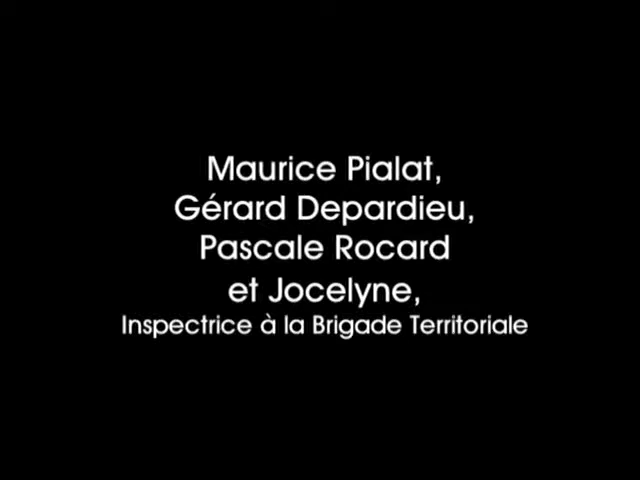 Maurice Pialat,
Gérard Depardieu,
Pascale Rocard
et Jocelyne,
Inspectrice à la Brigade Territoriale